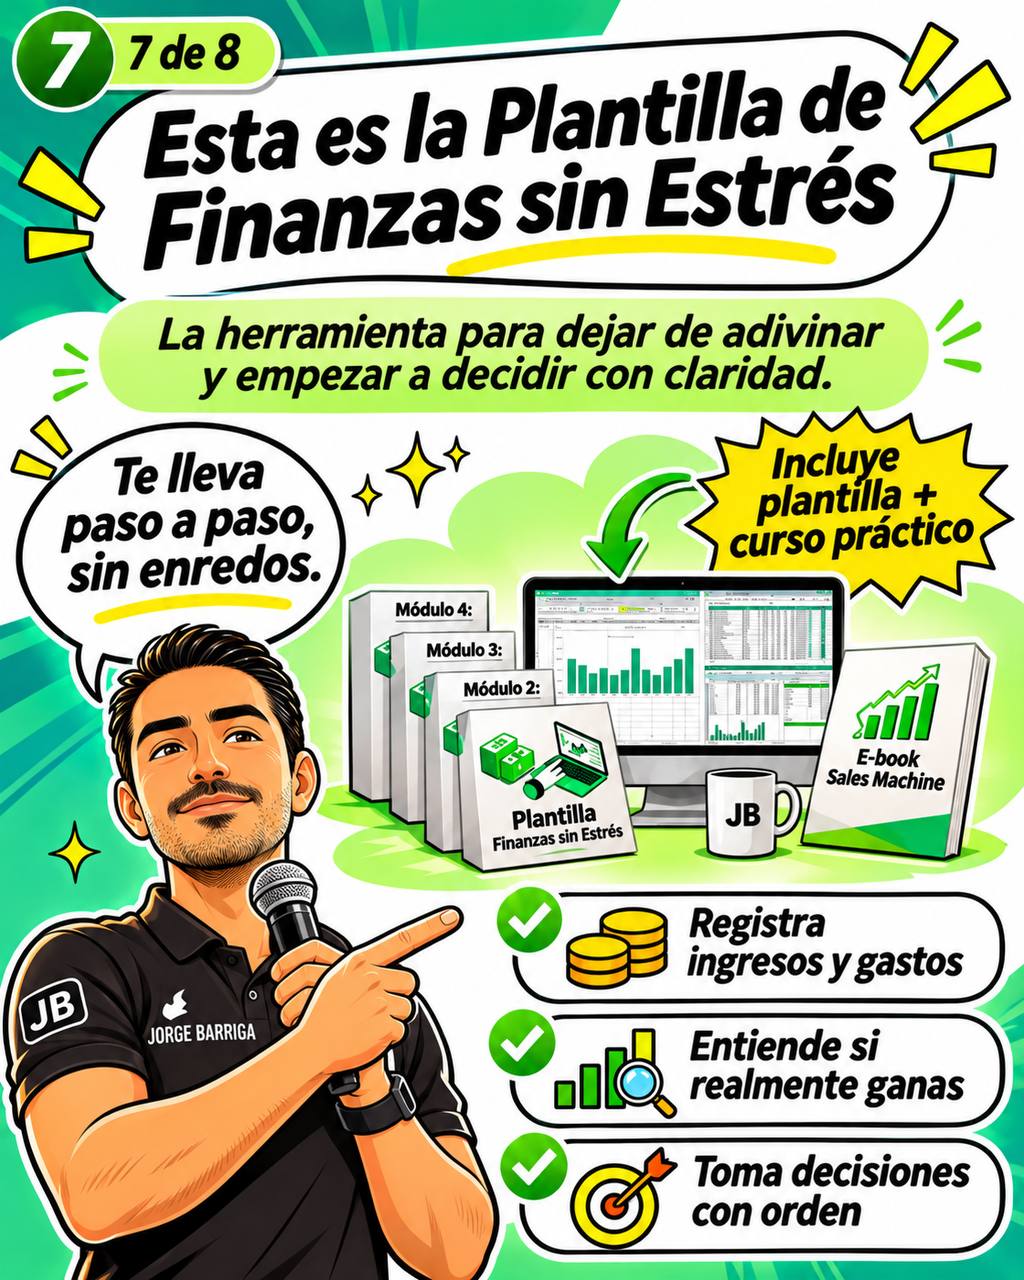 7
7 de 8
Esta es la Plantilla de
Finanzas sin Estrés
La herramienta para dejar de adivinar
y empezar a decidir con claridad.
Te lleva
paso a paso,
sin enredos.
Incluye
plantilla +
curso práctico
Módulo 4:
Módulo 3:
Módulo 2:
Plantilla
Finanzas sin Estrés
JB
E-book
Sales Machine
Registra
ingresos y gastos
Entiende si
realmente ganas
Toma decisiones
con orden
JB
JORGE BARRIGA